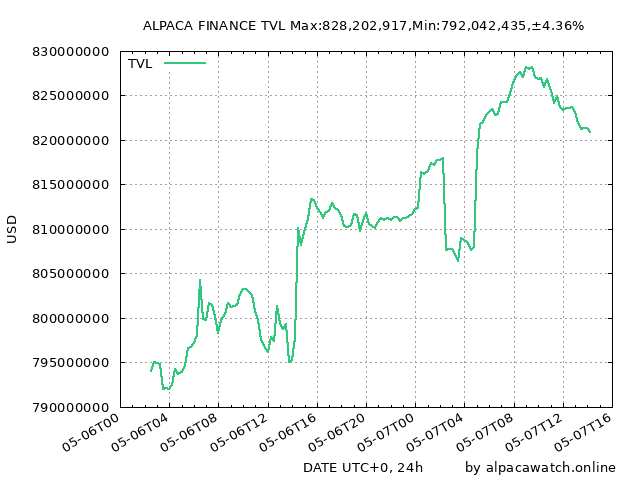 ALPACA FINANCE TVL Max:828,202,917,Min:792,042,435,±4.36%
830000000
TVL
825000000
820000000
815000000
810000000
805000000
800000000
795000000
790000000
USD
05-06T00
05-06T04
05-06T08
05-06T12
05-06T16
05-06T20
05-07T00
05-07T04
05-07T08
05-07T12
05-07T16
DATE UTC+0, 24h
by alpacawatch.online